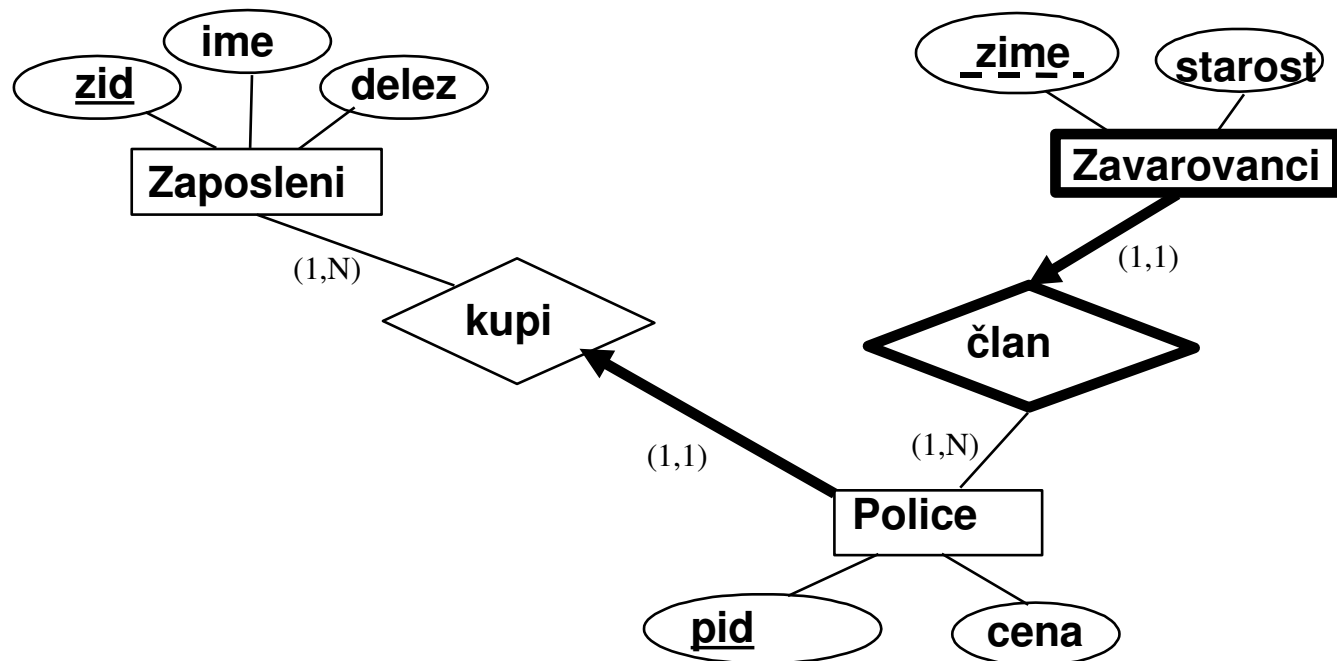 ime
zime
zid
delez
starost
Zaposleni
Zavarovanci
(1,N)
(1,1)
kupi
član
(1,1)
(1,N)
Police
pid
cena